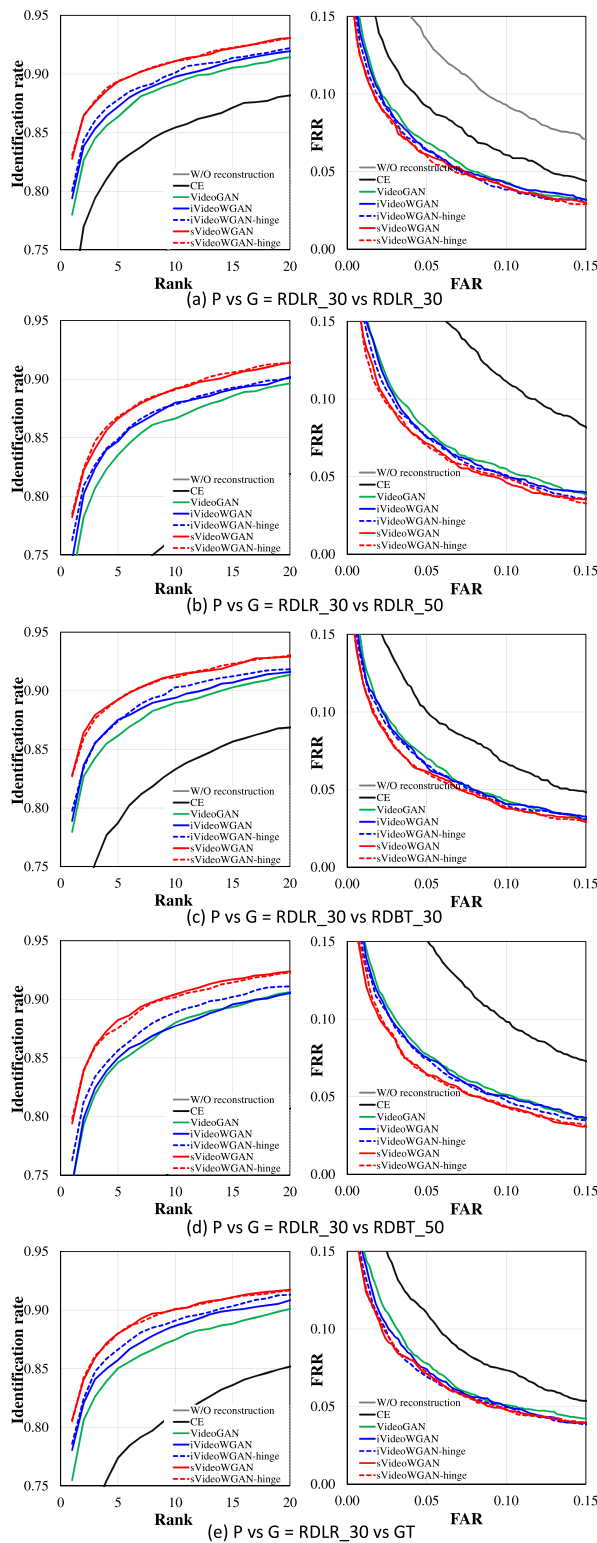 0.95
0.90
0.85
0.80
0.75
Identification rate
0
5
10
15
20
Rank
W/O reconstruction
CE
VideoGAN
iVideoWGAN
iVideoWGAN-hinge
sVideoWGAN
sVideoWGAN-hinge
0.15
0.10
0.05
0.00
FRR
0.00
0.05
0.10
0.15
FAR
W/O reconstruction
CE
VideoGAN
iVideoWGAN
iVideoWGAN-hinge
sVideoWGAN
sVideoWGAN-hinge
(a) P vs G = RDLR_30 vs RDLR_30
0.95
0.90
0.85
0.80
0.75
Identification rate
0
5
10
15
20
Rank
W/O reconstruction
CE
VideoGAN
iVideoWGAN
iVideoWGAN-hinge
sVideoWGAN
sVideoWGAN-hinge
0.15
0.10
0.05
0.00
FRR
0.00
0.05
0.10
0.15
FAR
W/O reconstruction
CE
VideoGAN
iVideoWGAN
iVideoWGAN-hinge
sVideoWGAN
sVideoWGAN-hinge
(b) P vs G = RDLR_30 vs RDLR_50
0.95
0.90
0.85
0.80
0.75
Identification rate
0
5
10
15
20
Rank
W/O reconstruction
CE
VideoGAN
iVideoWGAN
iVideoWGAN-hinge
sVideoWGAN
sVideoWGAN-hinge
0.15
0.10
0.05
0.00
FRR
0.00
0.05
0.10
0.15
FAR
W/O reconstruction
CE
VideoGAN
iVideoWGAN
iVideoWGAN-hinge
sVideoWGAN
sVideoWGAN-hinge
(c) P vs G = RDLR_30 vs RDBT_30
0.95
0.90
0.85
0.80
0.75
Identification rate
0
5
10
15
20
Rank
W/O reconstruction
CE
VideoGAN
iVideoWGAN
iVideoWGAN-hinge
sVideoWGAN
sVideoWGAN-hinge
0.15
0.10
0.05
0.00
FRR
0.00
0.05
0.10
0.15
FAR
W/O reconstruction
CE
VideoGAN
iVideoWGAN
iVideoWGAN-hinge
sVideoWGAN
sVideoWGAN-hinge
(d) P vs G = RDLR_30 vs RDBT_50
0.95
0.90
0.85
0.80
0.75
Identification rate
0
5
10
15
20
Rank
W/O reconstruction
CE
VideoGAN
iVideoWGAN
iVideoWGAN-hinge
sVideoWGAN
sVideoWGAN-hinge
0.15
0.10
0.05
0.00
FRR
0.00
0.05
0.10
0.15
FAR
W/O reconstruction
CE
VideoGAN
iVideoWGAN
iVideoWGAN-hinge
sVideoWGAN
sVideoWGAN-hinge
(e) P vs G = RDLR_30 vs GT